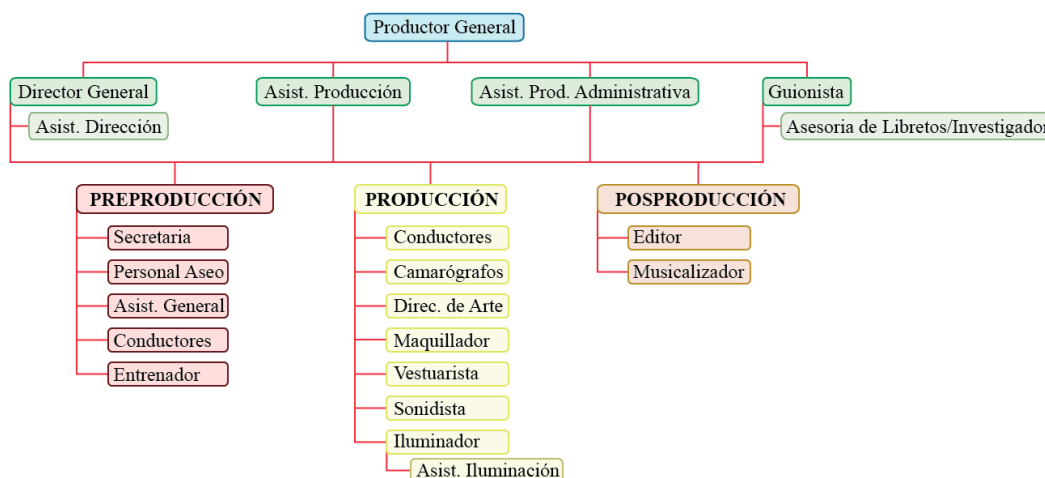 Productor General
Director General
Asist. Producción
Asist. Prod. Administrativa
Guionista
Asist. Dirección
Asesoria de Libretos/Investigador
PREPRODUCCIÓN
PRODUCCIÓN
POSPRODUCCIÓN
Secretaria
Personal Aseo
Asist. General
Conductores
Entrenador
Conductores
Camarógrafos
Direc. de Arte
Maquillador
Vestuarista
Sonidista
Iluminador
Asist. Iluminación
Editor
Musicalizador